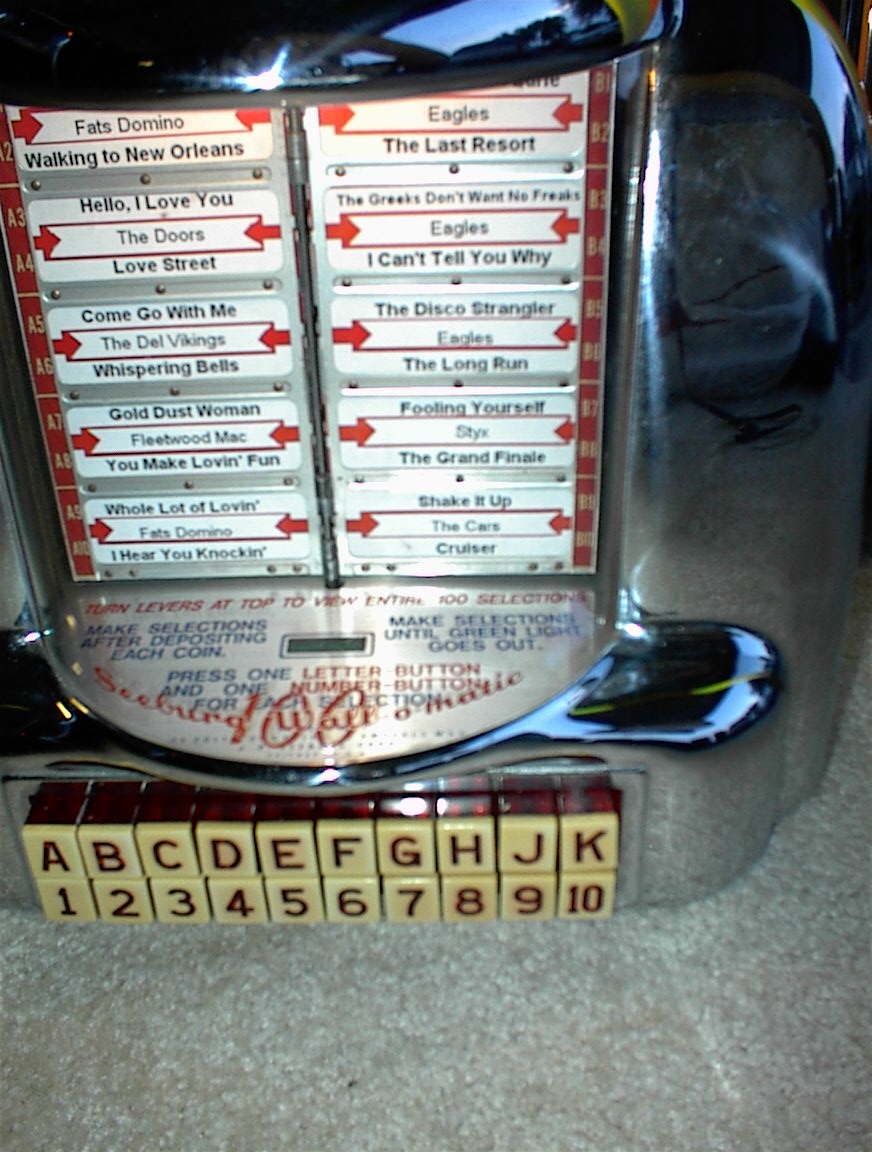 B1
A2
Fats Domino
Walking to New Orleans
Eagles
The Last Resort
B2
A3
Hello, I Love You
The Doors
Love Street
A4
The Greeks Don't Want No Freaks
Eagles
I Can't Tell You Why
B3
B4
A5
Come Go With Me
The Del Vikings
Whispering Bells
A6
The Disco Strangler
Eagles
The Long Run
B5
B6
A7
Gold Dust Woman
Fleetwood Mac
You Make Lovin' Fun
A8
Fooling Yourself
Styx
The Grand Finale
B7
B8
A9
Whole Lot of Lovin'
Fats Domino
I Hear You Knockin'
A10
Shake It Up
The Cars
Cruiser
B9
B10
TURN LEVERS AT TOP TO VIEW ENTIRE 100 SELECTIONS
MAKE SELECTIONS
AFTER DEPOSITING
EACH COIN.
MAKE SELECTIONS
UNTIL GREEN LIGHT
GOES OUT.
PRESS ONE LETTER-BUTTON
AND ONE NUMBER-BUTTON
FOR EACH SELECTION
Seeburg Wall-o-matic
A B C D E F G H J K
1 2 3 4 5 6 7 8 9 10